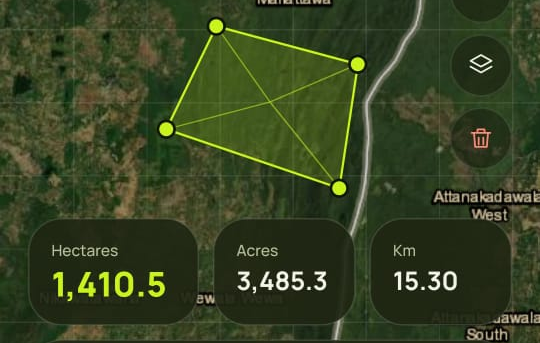 Attanakadawala
West
Hectares
Acres
Km
1,410.5
3,485.3
15.30
South